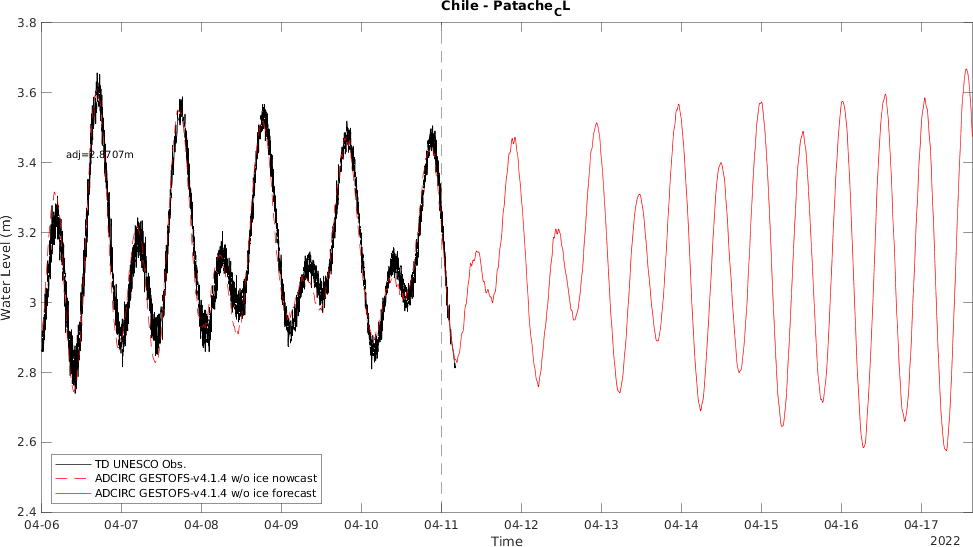 Chile - Patache_CL
3.8
3.6
3.4
3.2
3
2.8
2.6
2.4
Water Level (m)
adj=2.8707m
TD UNESCO Obs.
ADCIRC GESTOFS-v4.1.4 w/o ice nowcast
ADCIRC GESTOFS-v4.1.4 w/o ice forecast
04-06 04-07 04-08 04-09 04-10 04-11 04-12 04-13 04-14 04-15 04-16 04-17
Time
2022